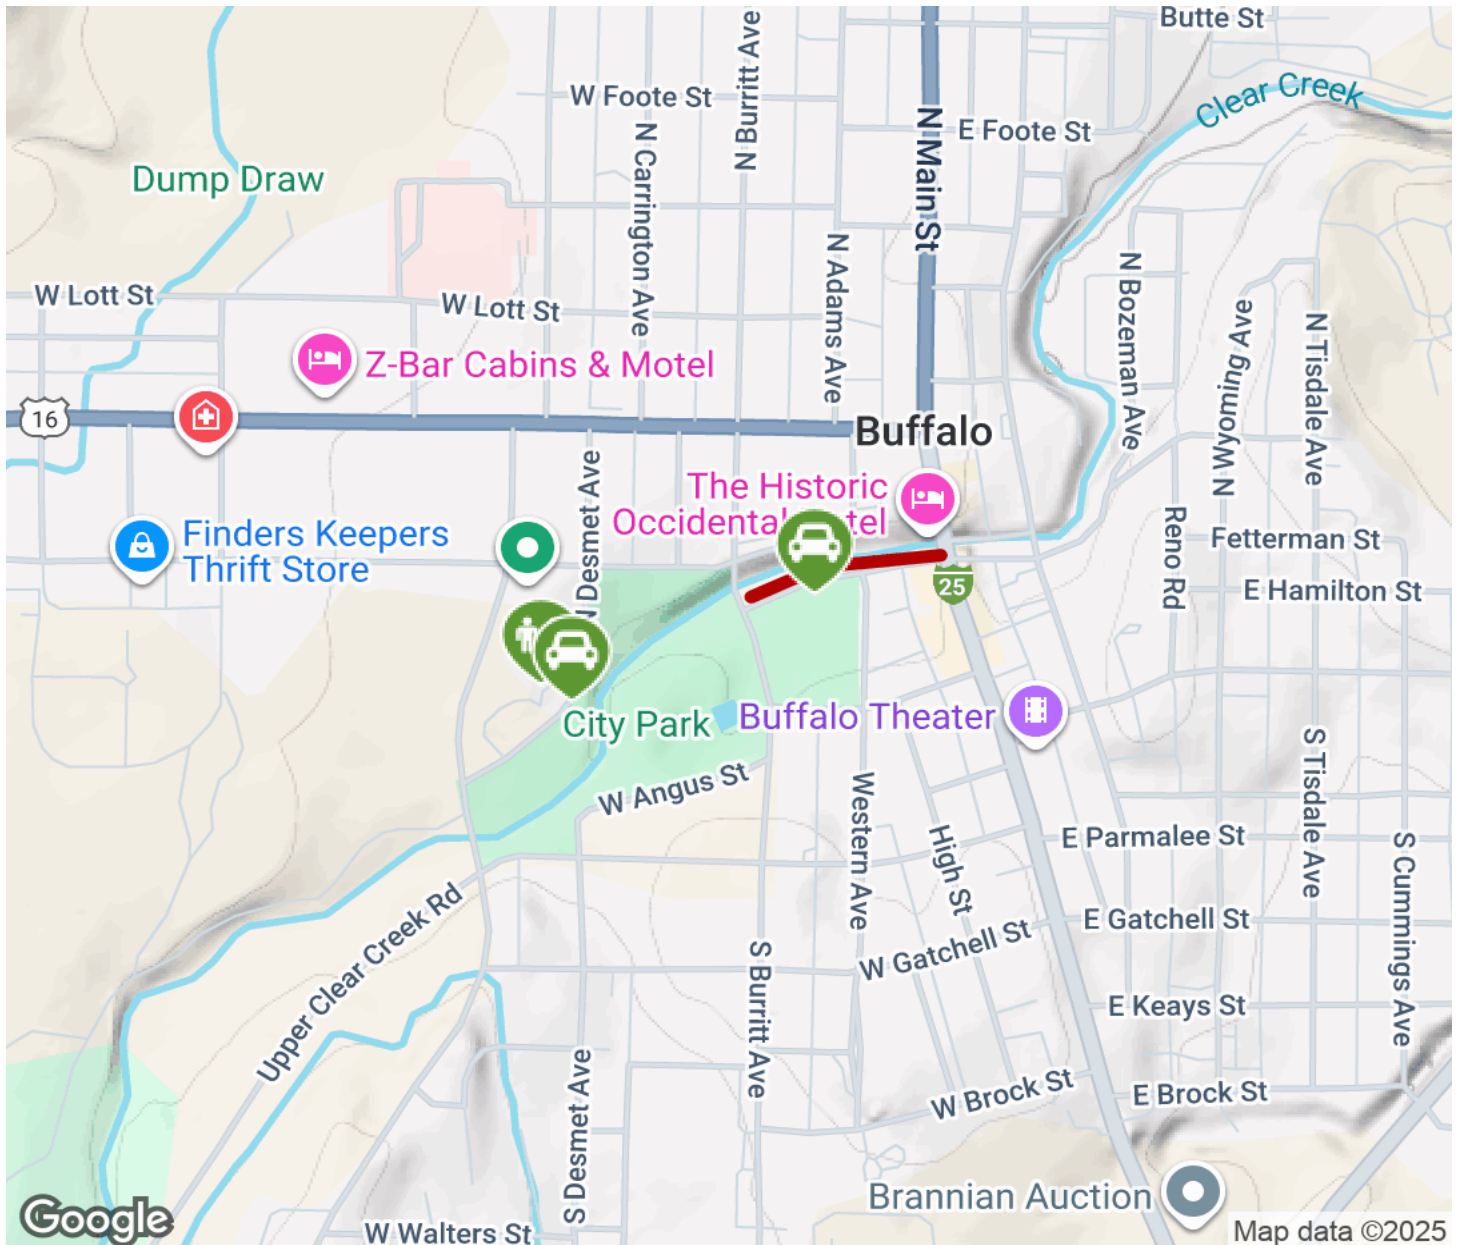 Butte St
W Foote St
N Burritt Ave
Clear Creek
N Carrington Ave
N Main St
E Foote St
Dump Draw
N Adams Ave
N Bozeman Ave
W Lott St
W Lott St
N Wyoming Ave
N Tisdale Ave
Z-Bar Cabins & Motel
16
Buffalo
N Desmet Ave
The Historic
Occidental
Finders Keepers
Thrift Store
Reno Rd
Fetterman St
25
E Hamilton St
City Park
Buffalo Theater
W Angus St
Western Ave
High St
S Tisdale Ave
E Parmalee St
S Cummings Ave
Upper Clear Creek Rd
E Gatchell St
W Gatchell St
S Burritt Ave
E Keays St
S Desmet Ave
W Brock St
E Brock St
Brannian Auction
Google
W Walters St
Map data ©2025